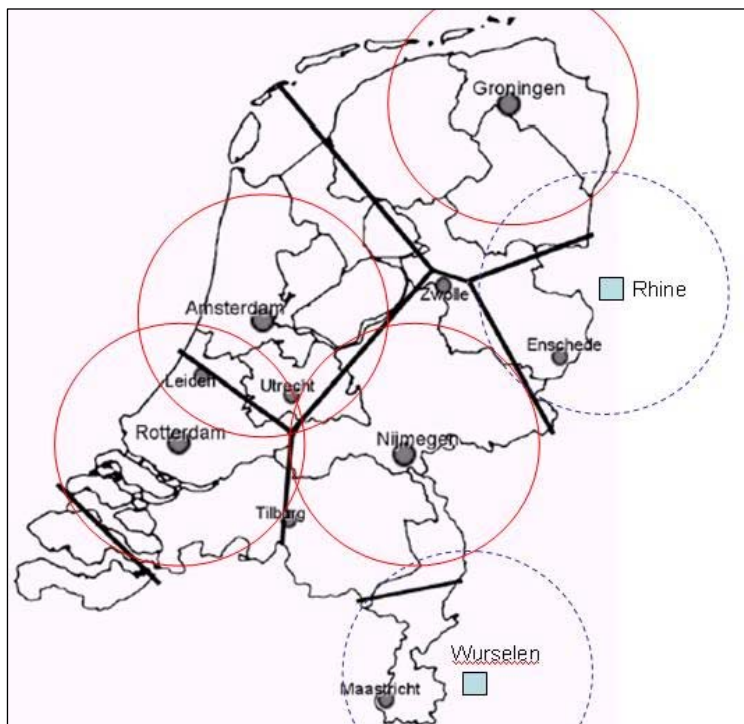 Groningen
Rhine
Zwolle
Amsterdam
Enschede
Leiden
Utrecht
Rotterdam
Nijmegen
Tilburg
Wurselen
Maastricht